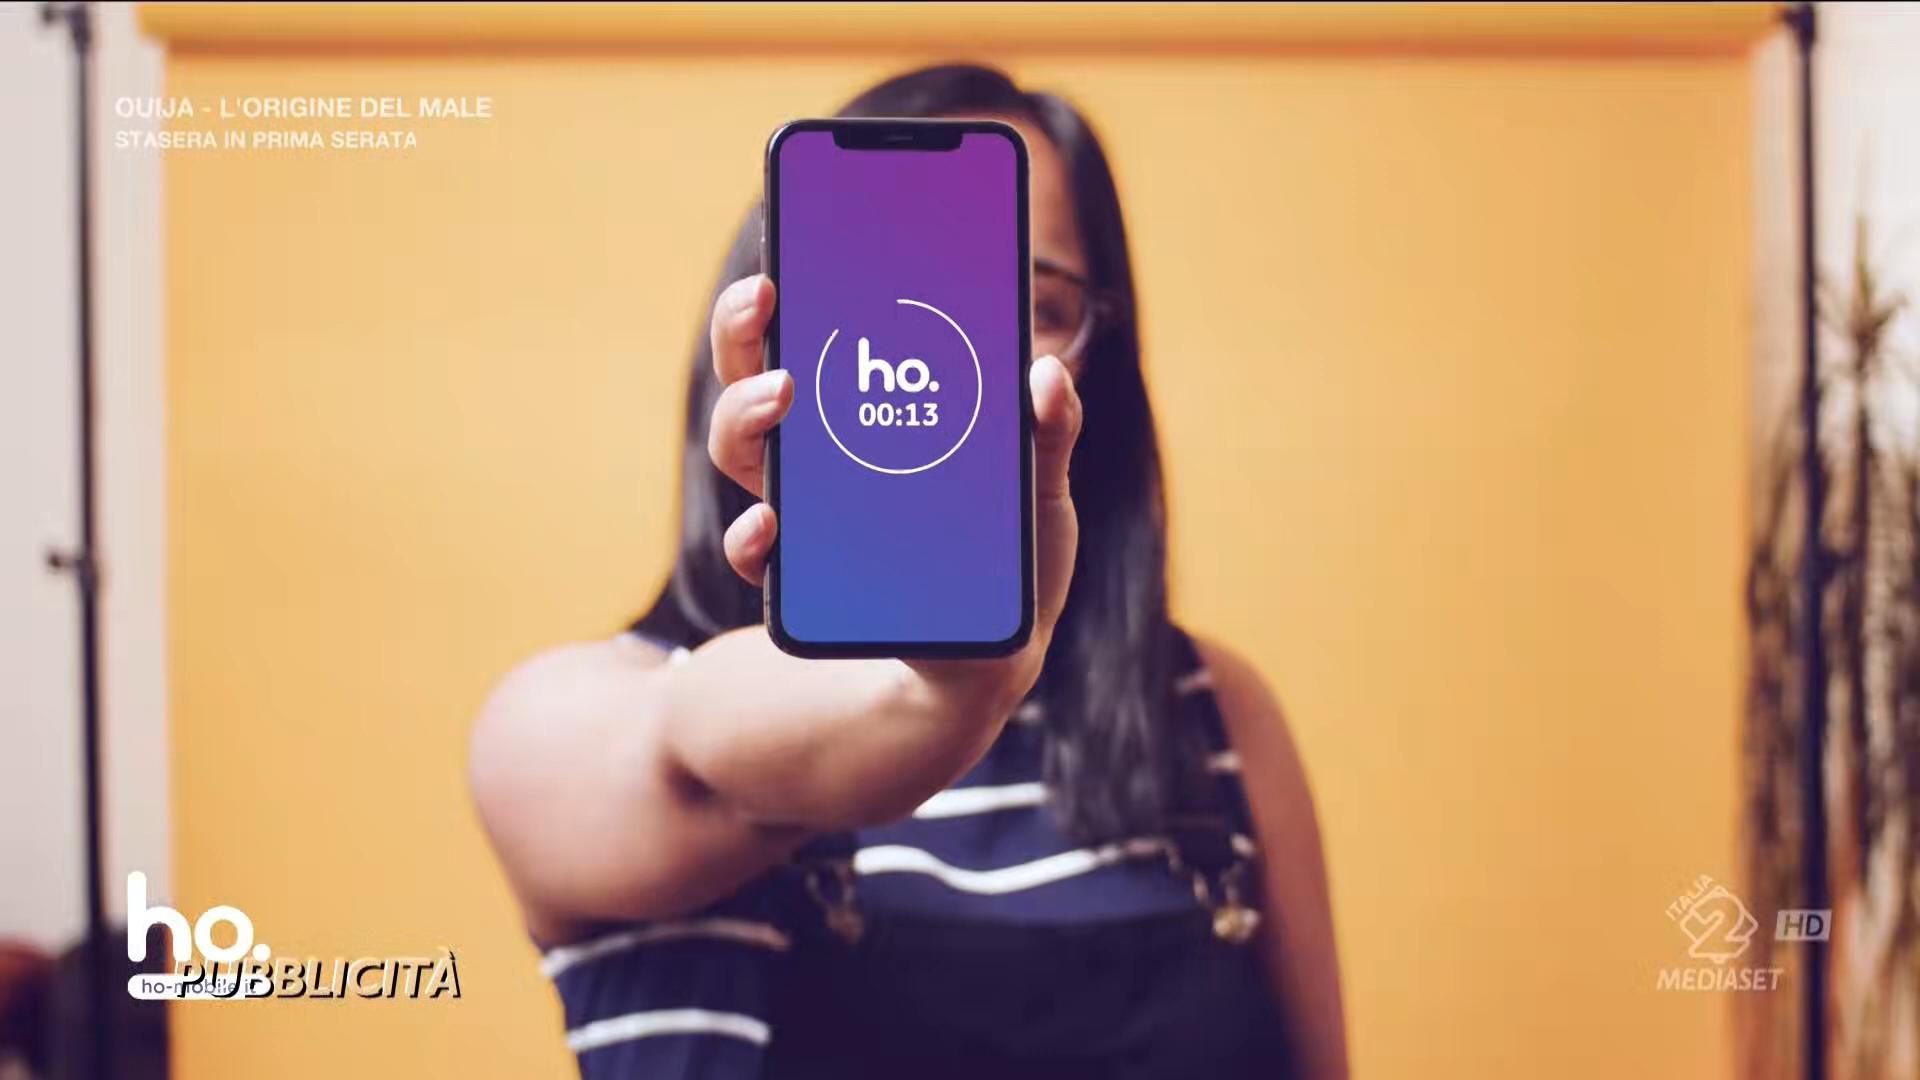 OUIJA - L'ORIGINE DEL MALE
STASERA IN PRIMA SERATA
ho.
00:13
ho.
ho-mobile.it
PUBBLICITÀ
ITALIA
2
HD
MEDIASET